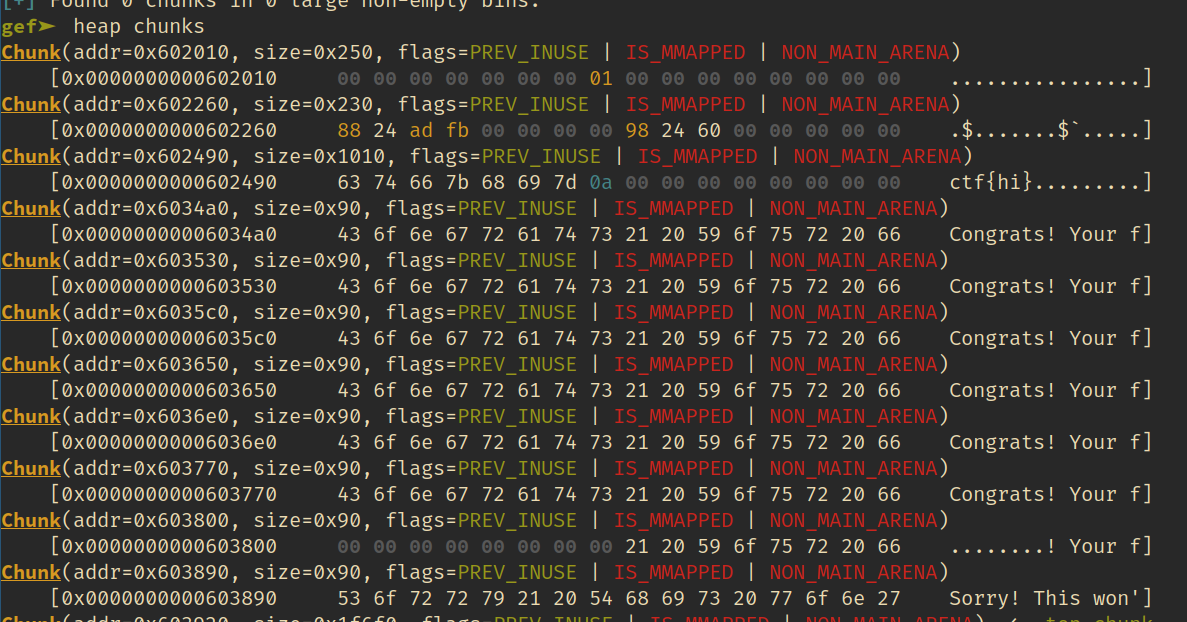 [+] Found 0 chunks in 0 large non-empty bins.
gef➤  heap chunks
Chunk(addr=0x602010, size=0x250, flags=PREV_INUSE | IS_MMAPPED | NON_MAIN_ARENA)
    [0x0000000000602010     00 00 00 00 00 00 00 01 00 00 00 00 00 00 00 00    ................]
Chunk(addr=0x602260, size=0x230, flags=PREV_INUSE | IS_MMAPPED | NON_MAIN_ARENA)
    [0x0000000000602260     88 24 ad fb 00 00 00 00 98 24 60 00 00 00 00 00    .$.......$`.....]
Chunk(addr=0x602490, size=0x1010, flags=PREV_INUSE | IS_MMAPPED | NON_MAIN_ARENA)
    [0x0000000000602490     63 74 66 7b 68 69 7d 0a 00 00 00 00 00 00 00 00    ctf{hi}.........]
Chunk(addr=0x6034a0, size=0x90, flags=PREV_INUSE | IS_MMAPPED | NON_MAIN_ARENA)
    [0x00000000006034a0     43 6f 6e 67 72 61 74 73 21 20 59 6f 75 72 20 66    Congrats! Your f]
Chunk(addr=0x603530, size=0x90, flags=PREV_INUSE | IS_MMAPPED | NON_MAIN_ARENA)
    [0x0000000000603530     43 6f 6e 67 72 61 74 73 21 20 59 6f 75 72 20 66    Congrats! Your f]
Chunk(addr=0x6035c0, size=0x90, flags=PREV_INUSE | IS_MMAPPED | NON_MAIN_ARENA)
    [0x00000000006035c0     43 6f 6e 67 72 61 74 73 21 20 59 6f 75 72 20 66    Congrats! Your f]
Chunk(addr=0x603650, size=0x90, flags=PREV_INUSE | IS_MMAPPED | NON_MAIN_ARENA)
    [0x0000000000603650     43 6f 6e 67 72 61 74 73 21 20 59 6f 75 72 20 66    Congrats! Your f]
Chunk(addr=0x6036e0, size=0x90, flags=PREV_INUSE | IS_MMAPPED | NON_MAIN_ARENA)
    [0x00000000006036e0     43 6f 6e 67 72 61 74 73 21 20 59 6f 75 72 20 66    Congrats! Your f]
Chunk(addr=0x603770, size=0x90, flags=PREV_INUSE | IS_MMAPPED | NON_MAIN_ARENA)
    [0x0000000000603770     43 6f 6e 67 72 61 74 73 21 20 59 6f 75 72 20 66    Congrats! Your f]
Chunk(addr=0x603800, size=0x90, flags=PREV_INUSE | IS_MMAPPED | NON_MAIN_ARENA)
    [0x0000000000603800     00 00 00 00 00 00 00 00 21 20 59 6f 75 72 20 66    ........! Your f]
Chunk(addr=0x603890, size=0x90, flags=PREV_INUSE | IS_MMAPPED | NON_MAIN_ARENA)
    [0x0000000000603890     53 6f 72 72 79 21 20 54 68 69 73 20 77 6f 6e 27    Sorry! This won']
Chunk(addr=0x603920, size=0x1f6f0, flags=PREV_INUSE | IS_MMAPPED | NON_MAIN_ARENA) ← top chunk